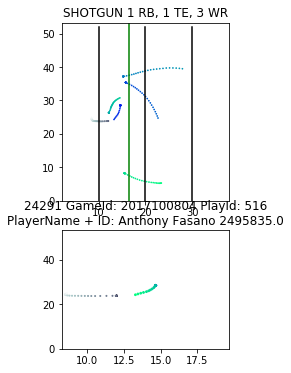 SHOTGUN 1 RB, 1 TE, 3 WR
50
40
30
20
10
0
10 20 30
24291 GameId: 2017100804 PlayId: 516
PlayerName + ID: Anthony Fasano 2495835.0
40
20
0
10.0 12.5 15.0 17.5